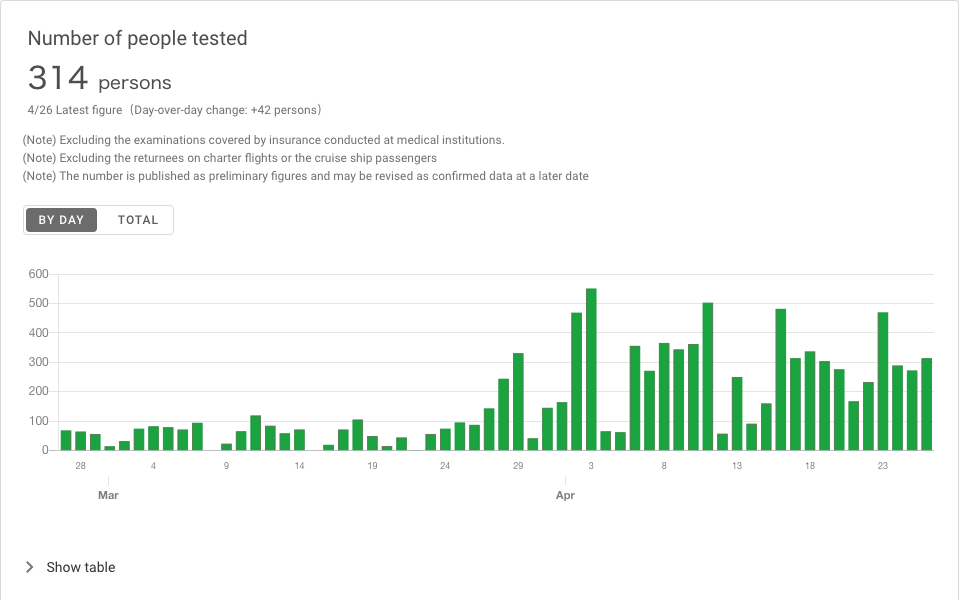 Number of people tested
314 persons
4/26 Latest figure（Day-over-day change: +42 persons）
(Note) Excluding the examinations covered by insurance conducted at medical institutions.
(Note) Excluding the returnees on charter flights or the cruise ship passengers
(Note) The number is published as preliminary figures and may be revised as confirmed data at a later date
BY DAY TOTAL
600
500
400
300
200
100
0
28 4 9 14 19 24 29 3 8 13 18 23
Mar Apr
Show table